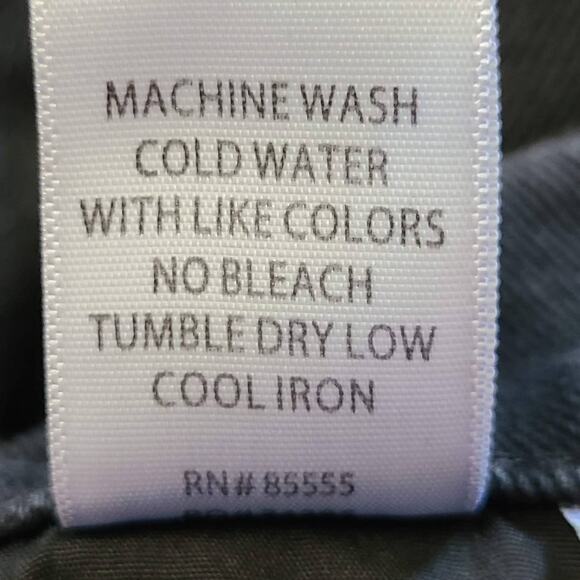 MACHINE WASH
COLD WATER
WITH LIKE COLORS
NO BLEACH
TUMBLE DRY LOW
COOL IRON
RN# 85555